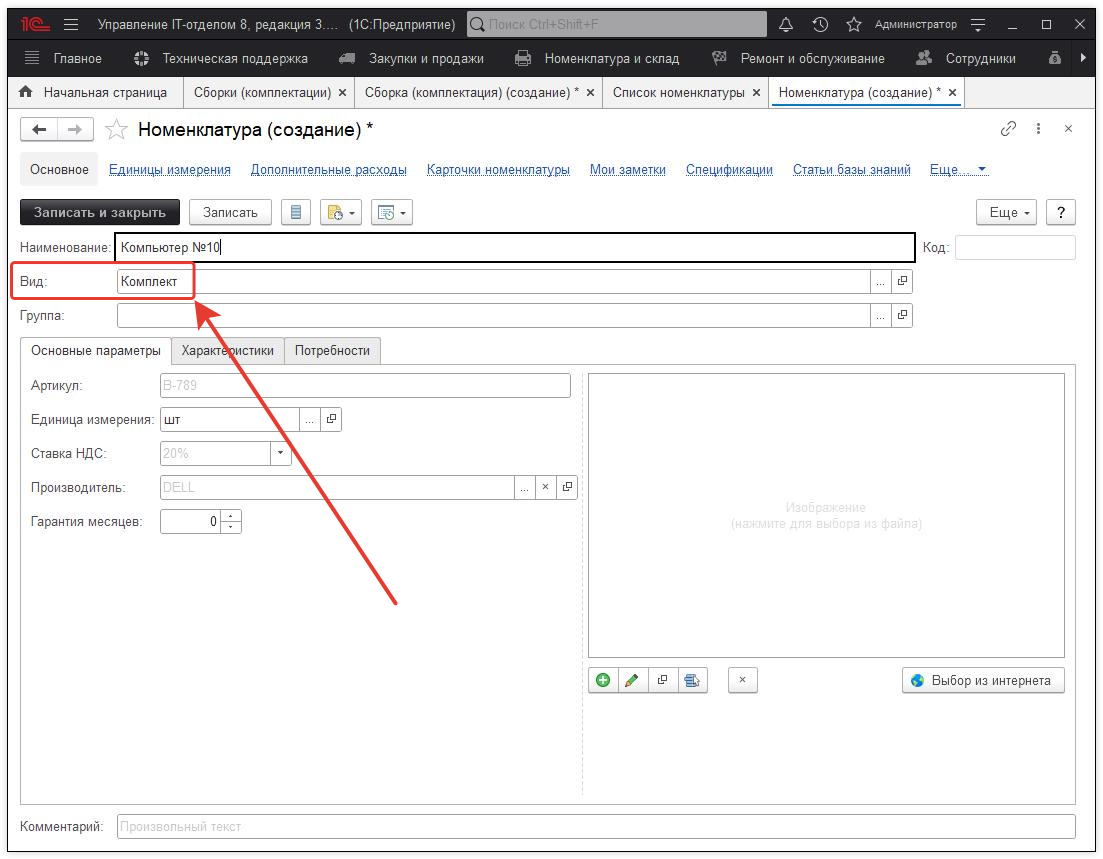 1С Управление IT-отделом 8, редакция 3.... (1С:Предприятие) Поиск Ctrl+Shift+F Администратор
Главное Техническая поддержка Закупки и продажи Номенклатура и склад Ремонт и обслуживание Сотрудники
Начальная страница Сборки (комплектации) × Сборка (комплектация) (создание) * × Список номенклатуры × Номенклатура (создание) * ×
Номенклатура (создание) *
Основное Единицы измерения Дополнительные расходы Карточки номенклатуры Мои заметки Спецификации Статьи базы знаний Еще...
Записать и закрыть Записать Еще ?
Наименование: Компьютер №10 Код:
Вид: Комплект ...
Группа: ...
Основные параметры Характеристики Потребности
Артикул: B-789
Единица измерения: шт ...
Ставка НДС: 20%
Производитель: DELL ... ×
Гарантия месяцев: 0
Изображение
(нажмите для выбора из файла)
× Выбор из интернета
Комментарий: Произвольный текст